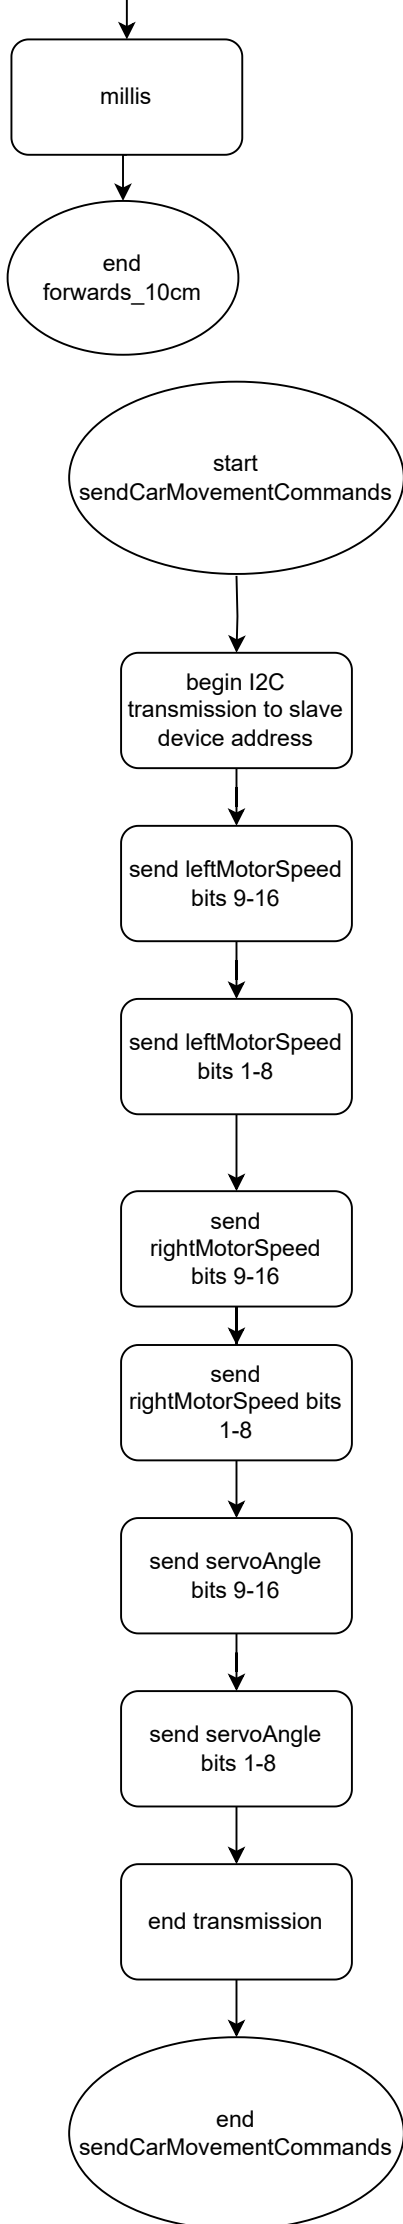 millis
end
forwards_10cm
start
sendCarMovementCommands
begin I2C
transmission to slave
device address
send leftMotorSpeed
bits 9-16
send leftMotorSpeed
bits 1-8
send
rightMotorSpeed
bits 9-16
send
rightMotorSpeed bits
1-8
send servoAngle
bits 9-16
send servoAngle
bits 1-8
end transmission
end
sendCarMovementCommands